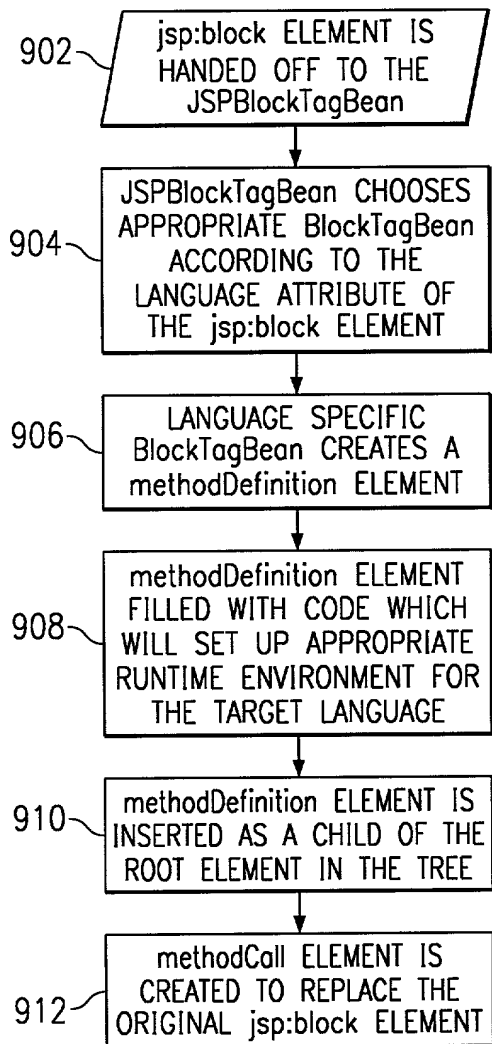 902
jsp:block ELEMENT IS
HANDED OFF TO THE
JSPBlockTagBean
904
JSPBlockTagBean CHOOSES
APPROPRIATE BlockTagBean
ACCORDING TO THE
LANGUAGE ATTRIBUTE OF
THE jsp:block ELEMENT
906
LANGUAGE SPECIFIC
BlockTagBean CREATES A
methodDefinition ELEMENT
908
methodDefinition ELEMENT
FILLED WITH CODE WHICH
WILL SET UP APPROPRIATE
RUNTIME ENVIRONMENT FOR
THE TARGET LANGUAGE
910
methodDefinition ELEMENT IS
INSERTED AS A CHILD OF THE
ROOT ELEMENT IN THE TREE
912
methodCall ELEMENT IS
CREATED TO REPLACE THE
ORIGINAL jsp:block ELEMENT